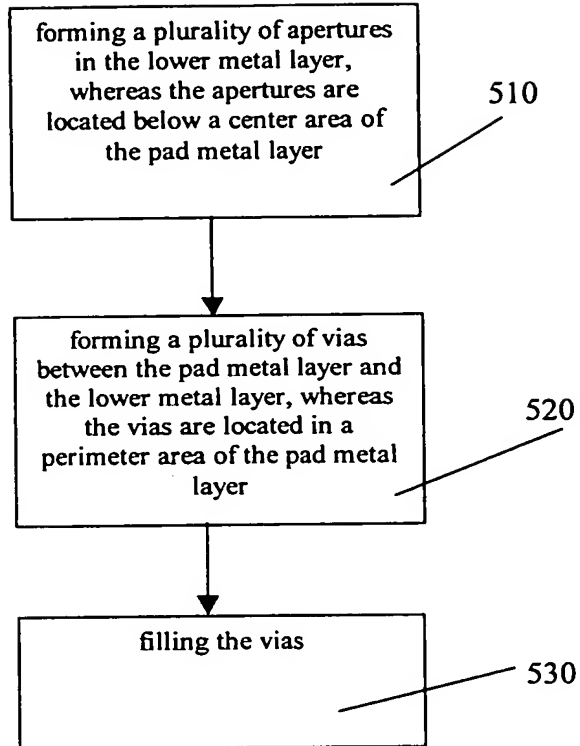 forming a plurality of apertures
in the lower metal layer,
whereas the apertures are
located below a center area of
the pad metal layer
510
forming a plurality of vias
between the pad metal layer and
the lower metal layer, whereas
the vias are located in a
perimeter area of the pad metal
layer
520
filling the vias
530